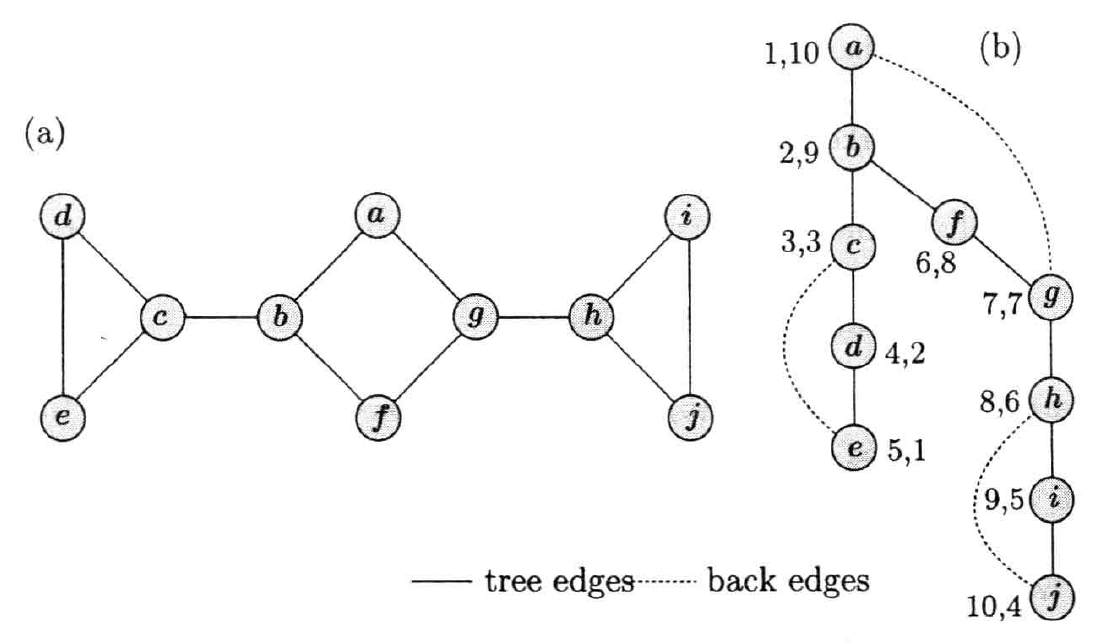 (a)
d
a
i
c
b
g
h
e
f
j
(b)
1,10 a
2,9 b
f
3,3 c
6,8
7,7 g
d 4,2
8,6 h
e 5,1
9,5 i
10,4 j
tree edges back edges